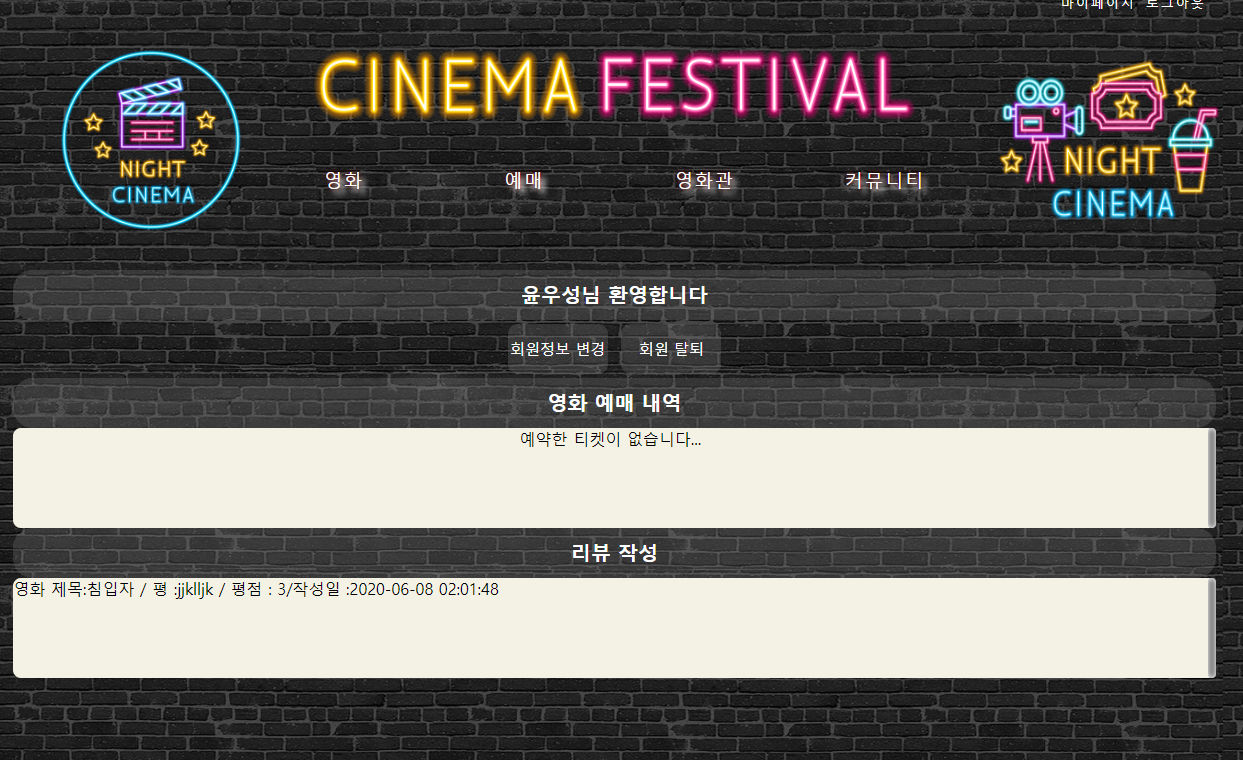 마이페이지 로그아웃
CINEMA FESTIVAL
NIGHT
CINEMA
NIGHT
CINEMA
영화 예매 영화관 커뮤니티
윤우성님 환영합니다
회원정보 변경 회원 탈퇴
영화 예매 내역
예약한 티켓이 없습니다...
리뷰 작성
영화 제목:침입자 / 평 :jjklljk / 평점 : 3/작성일 :2020-06-08 02:01:48